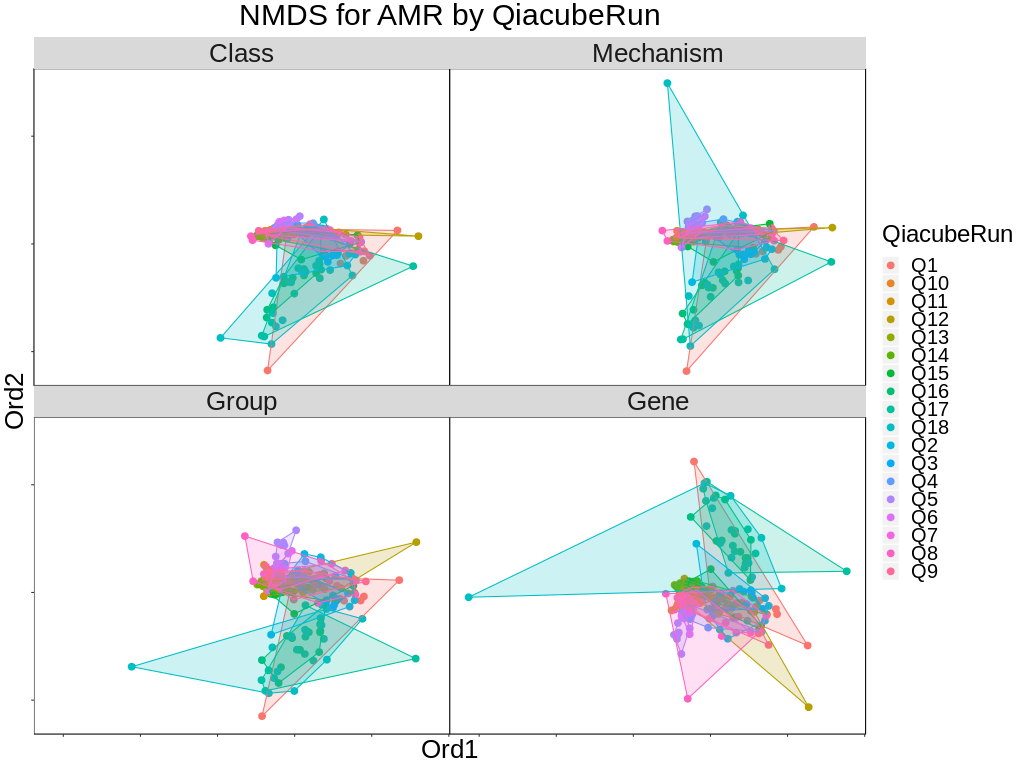 NMDS for AMR by QiacubeRun
Class
Mechanism
Group
Gene
Ord2
Ord1
QiacubeRun
Q1
Q10
Q11
Q12
Q13
Q14
Q15
Q16
Q17
Q18
Q2
Q3
Q4
Q5
Q6
Q7
Q8
Q9